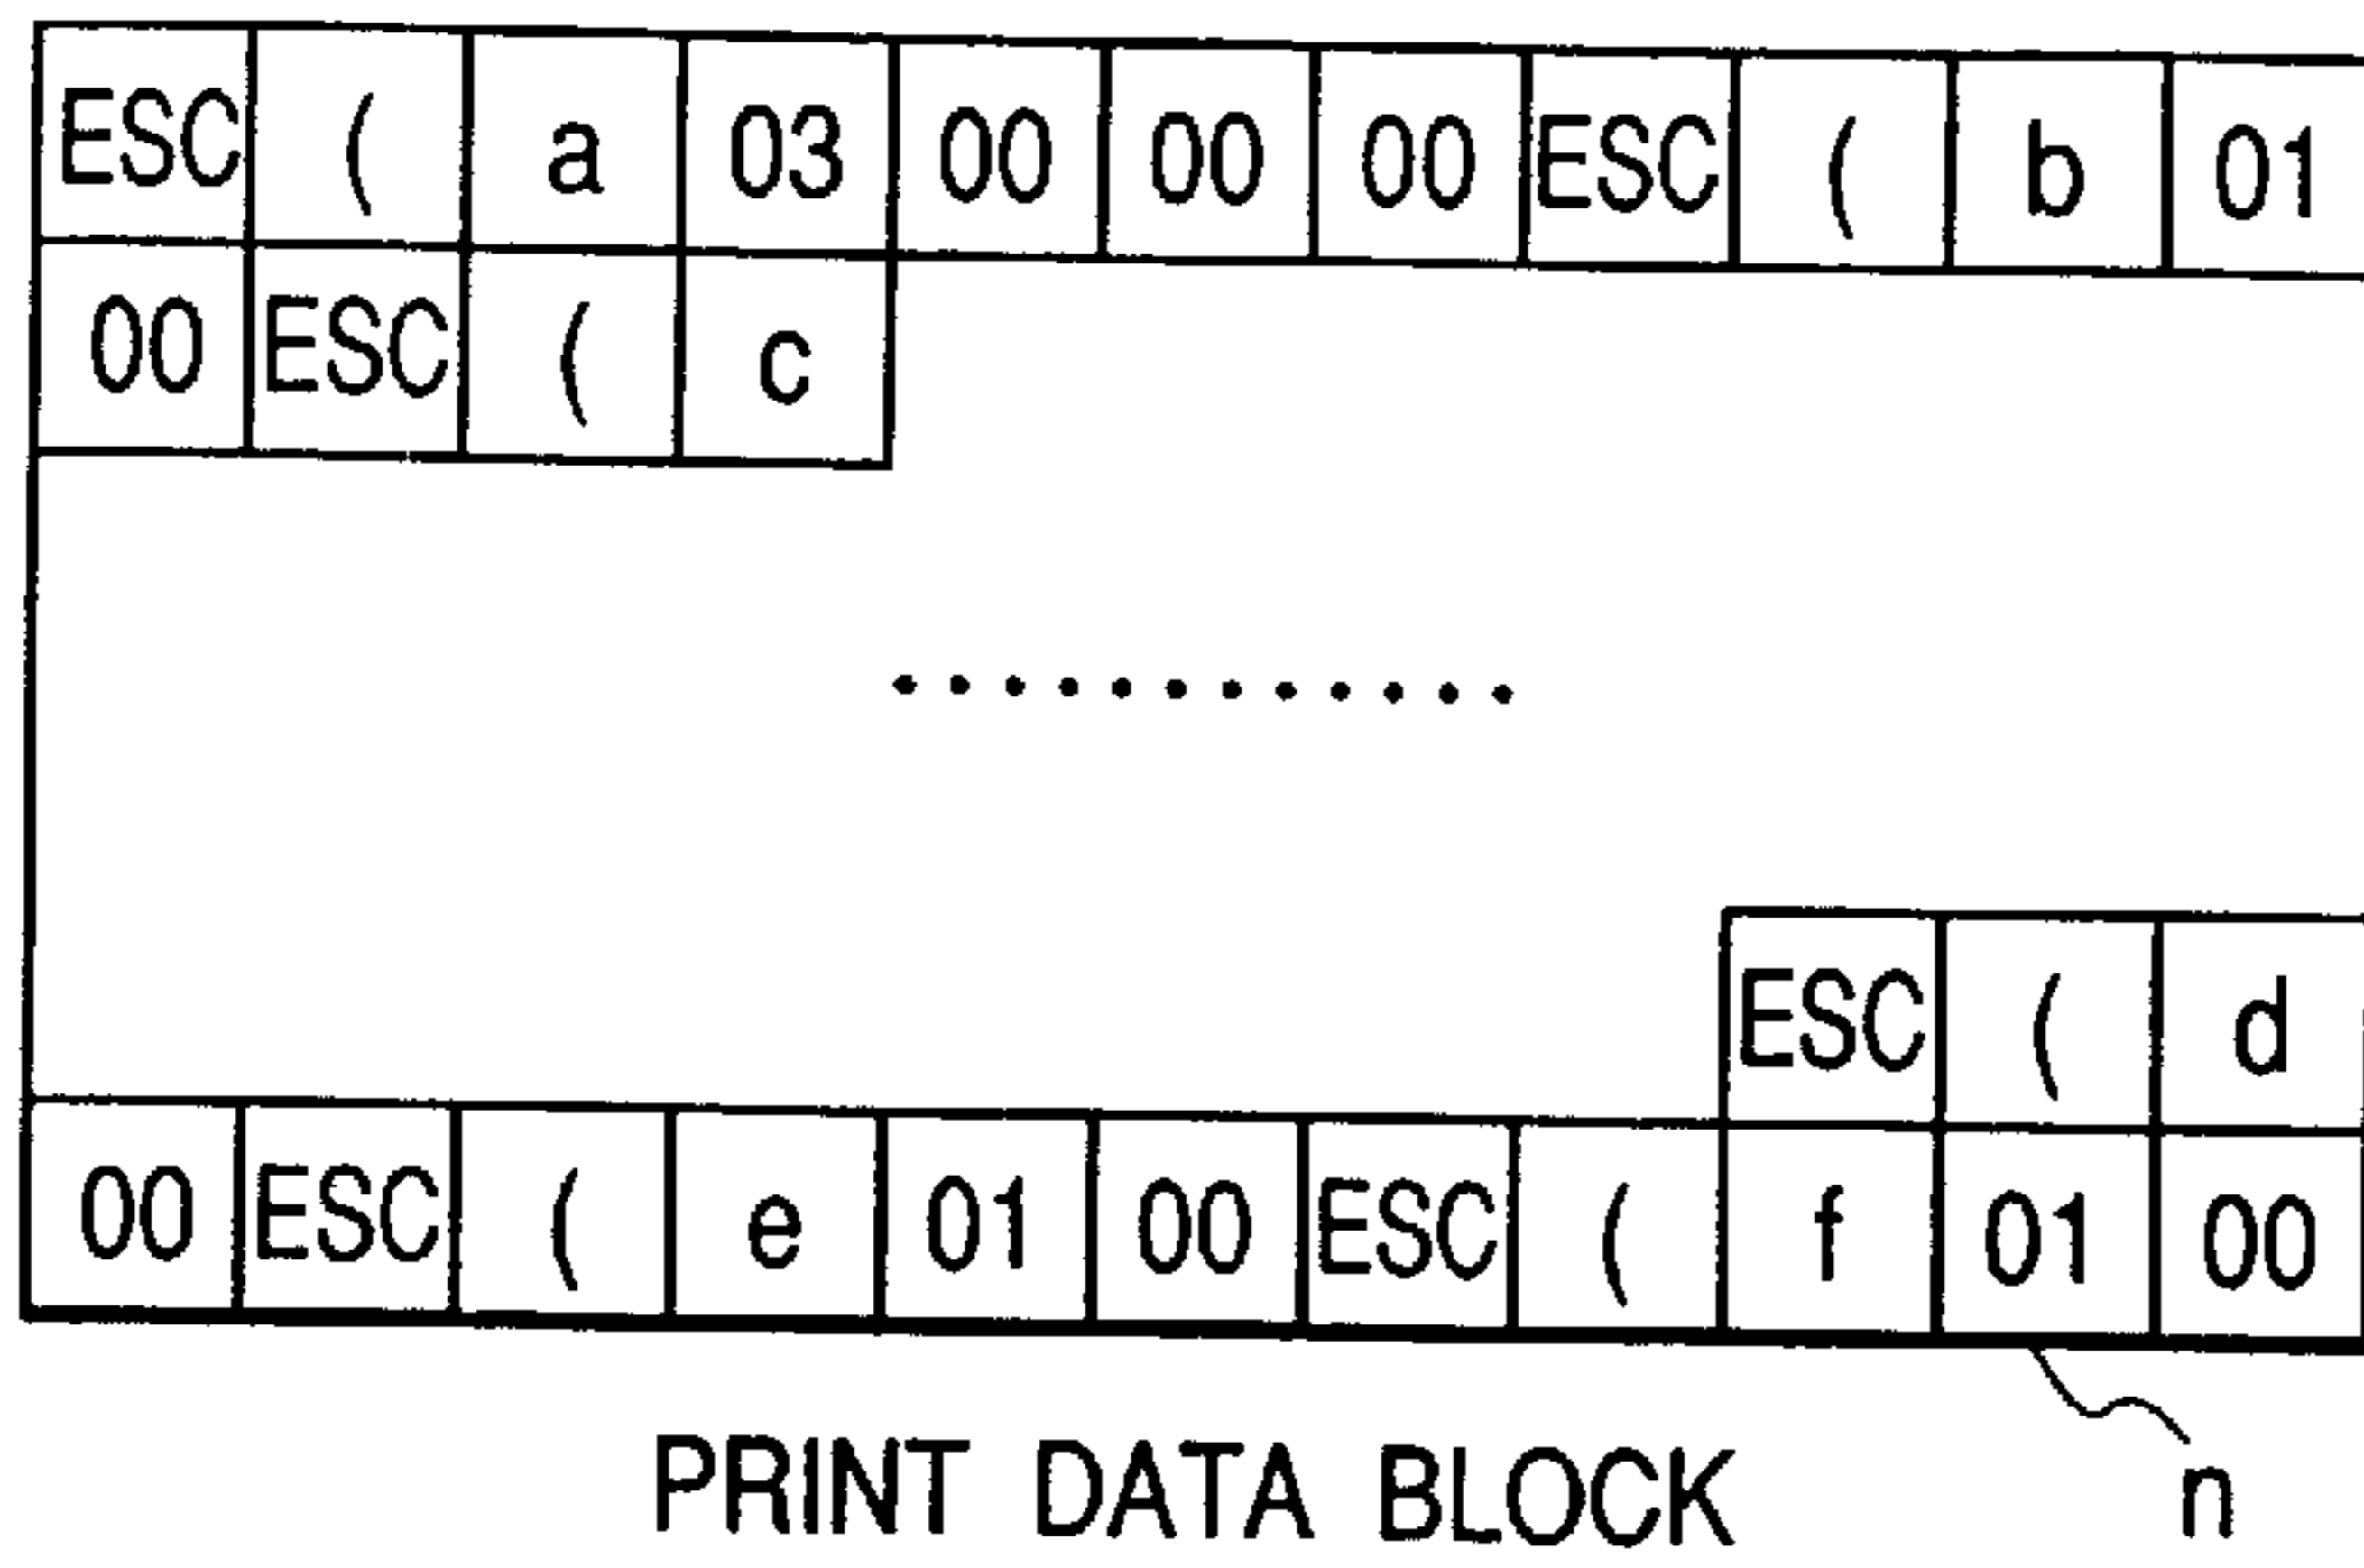 ESC ( a 03 00 00 00 ESC ( b 01
00 ESC ( c
............
ESC ( d
00 ESC ( e 01 00 ESC ( f 01 00
PRINT DATA BLOCK n